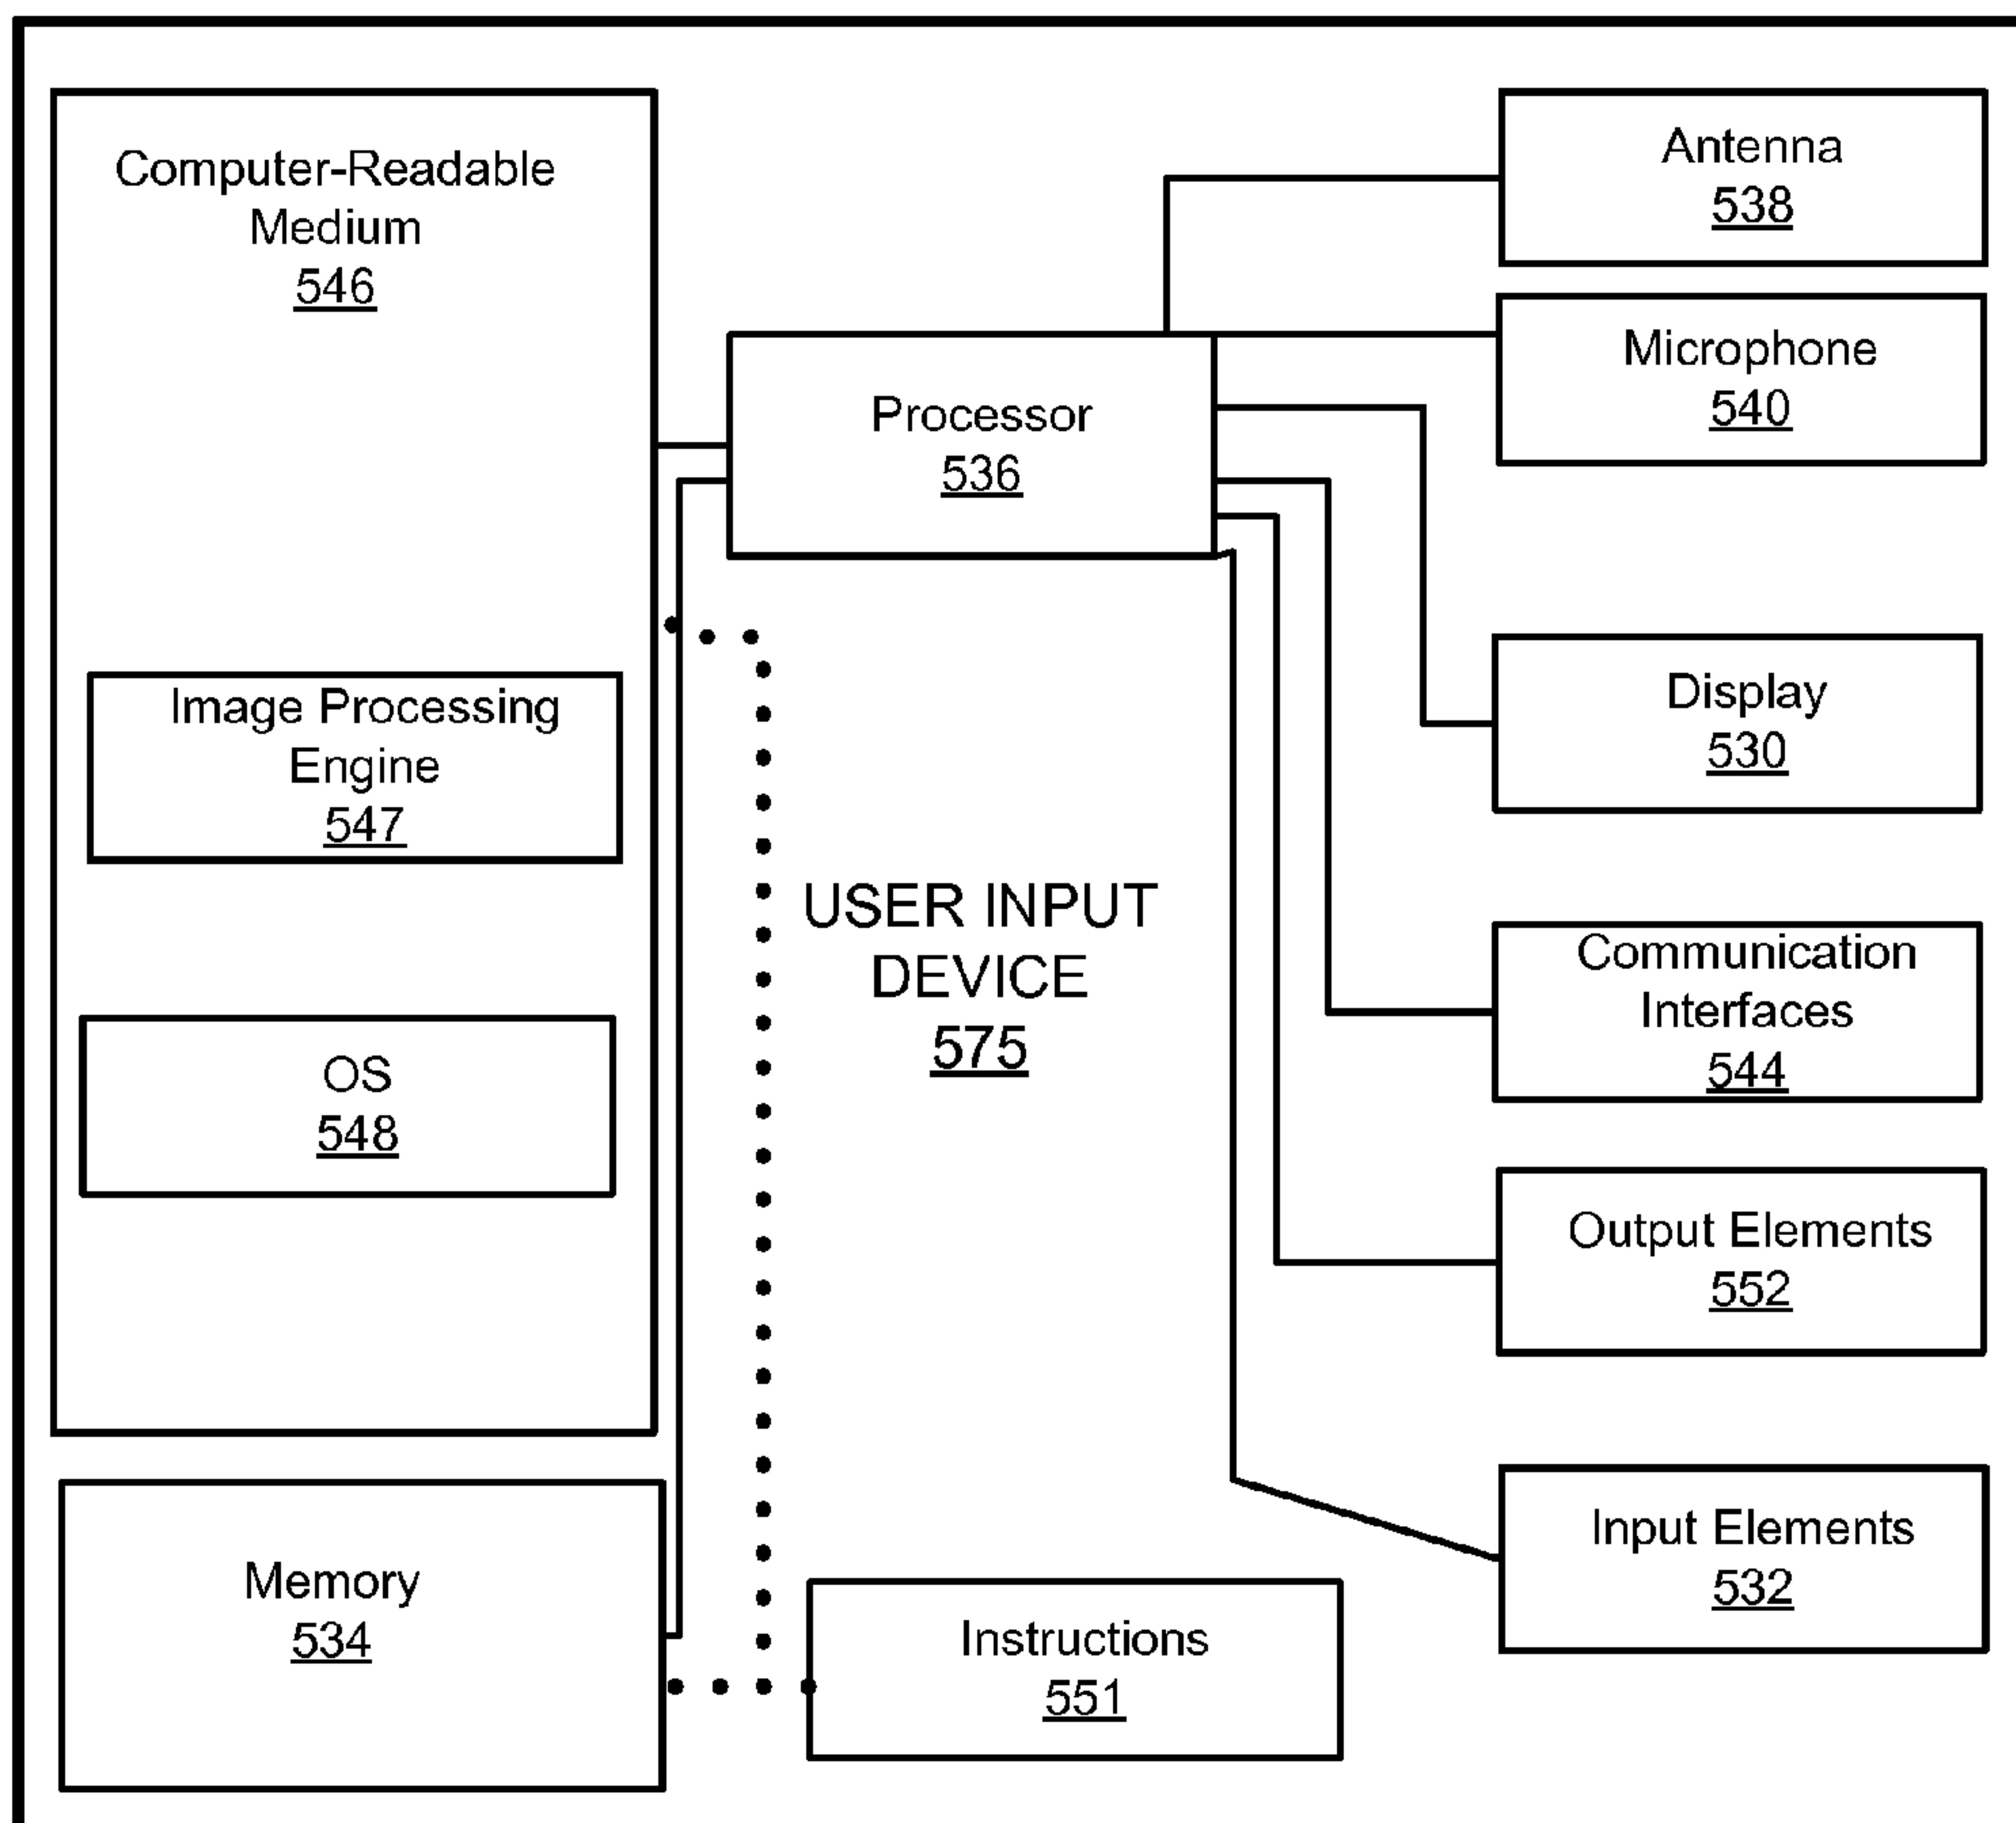 Computer-Readable
Medium
546
Image Processing
Engine
547
OS
548
Memory
534
Processor
536
USER INPUT
DEVICE
575
Instructions
551
Antenna
538
Microphone
540
Display
530
Communication
Interfaces
544
Output Elements
552
Input Elements
532